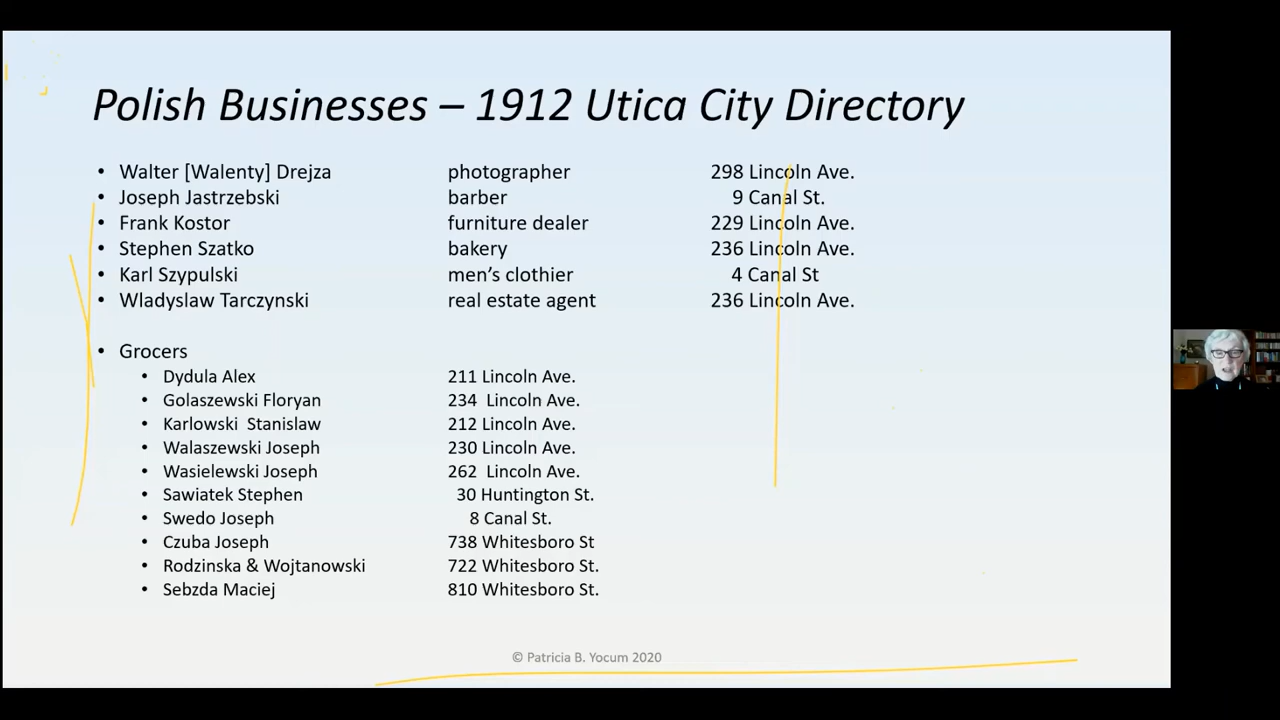 Polish Businesses – 1912 Utica City Directory
• Walter [Walenty] Drejza photographer 298 Lincoln Ave.
• Joseph Jastrzebski barber 9 Canal St.
• Frank Kostor furniture dealer 229 Lincoln Ave.
• Stephen Szatko bakery 236 Lincoln Ave.
• Karl Szypulski men’s clothier 4 Canal St
• Wladyslaw Tarczynski real estate agent 236 Lincoln Ave.
• Grocers
• Dydula Alex 211 Lincoln Ave.
• Golaszewski Floryan 234 Lincoln Ave.
• Karlowski Stanislaw 212 Lincoln Ave.
• Walaszewski Joseph 230 Lincoln Ave.
• Wasielewski Joseph 262 Lincoln Ave.
• Sawiatek Stephen 30 Huntington St.
• Swedo Joseph 8 Canal St.
• Czuba Joseph 738 Whitesboro St
• Rodzinska & Wojtanowski 722 Whitesboro St.
• Sebzda Maciej 810 Whitesboro St.
© Patricia B. Yocum 2020